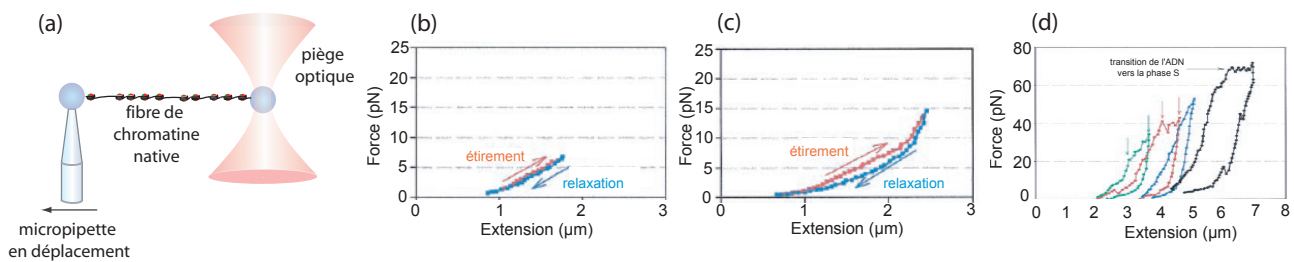 (a)
piège
optique
fibre de
chromatine
native
micropipette
en déplacement
(b)
25
20
15
10
5
0
Force (pN)
étirement
relaxation
0 1 2 3
Extension (µm)
(c)
25
20
15
10
5
0
Force (pN)
étirement
relaxation
0 1 2 3
Extension (µm)
(d)
80
60
40
20
0
Force (pN)
transition de l'ADN
vers la phase S
0 1 2 3 4 5 6 7 8
Extension (µm)